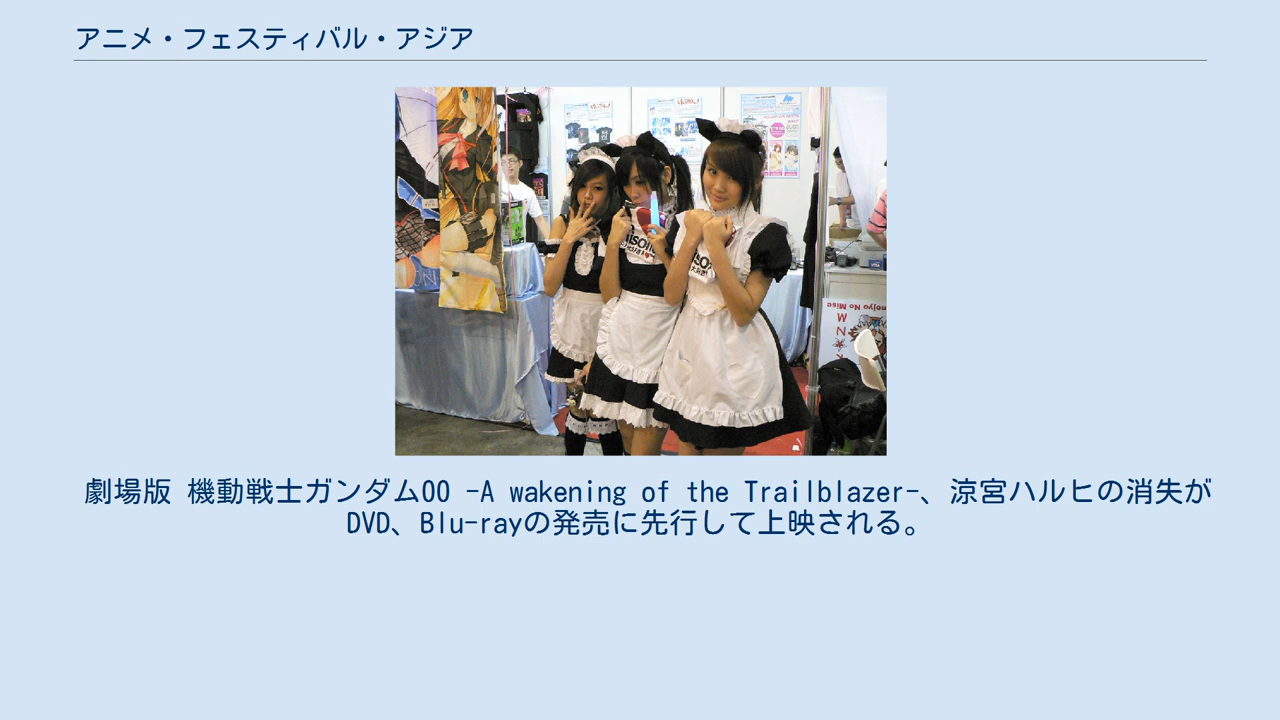 アニメ・フェスティバル・アジア
劇場版 機動戦士ガンダムOO -A wakening of the Trailblazer-、涼宮ハルヒの消失が
DVD、Blu-rayの発売に先行して上映される。